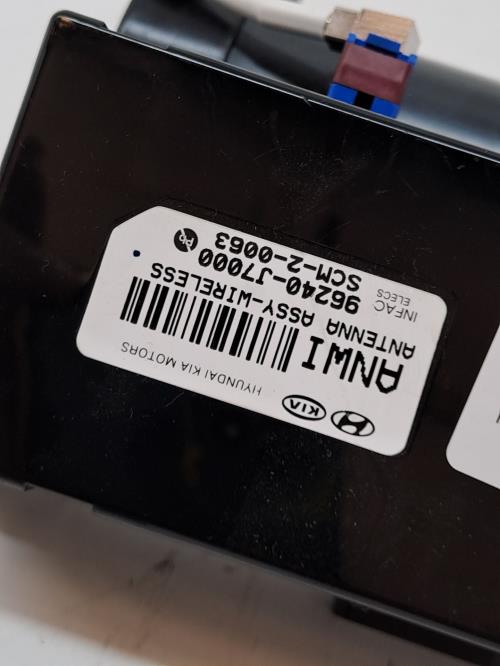 KIA
HYUNDAI KIA MOTORS
ANWI
ANTENNA ASSY-WIRELESS
INFAC
ELECS
96240-J7000
SCM-2-0063